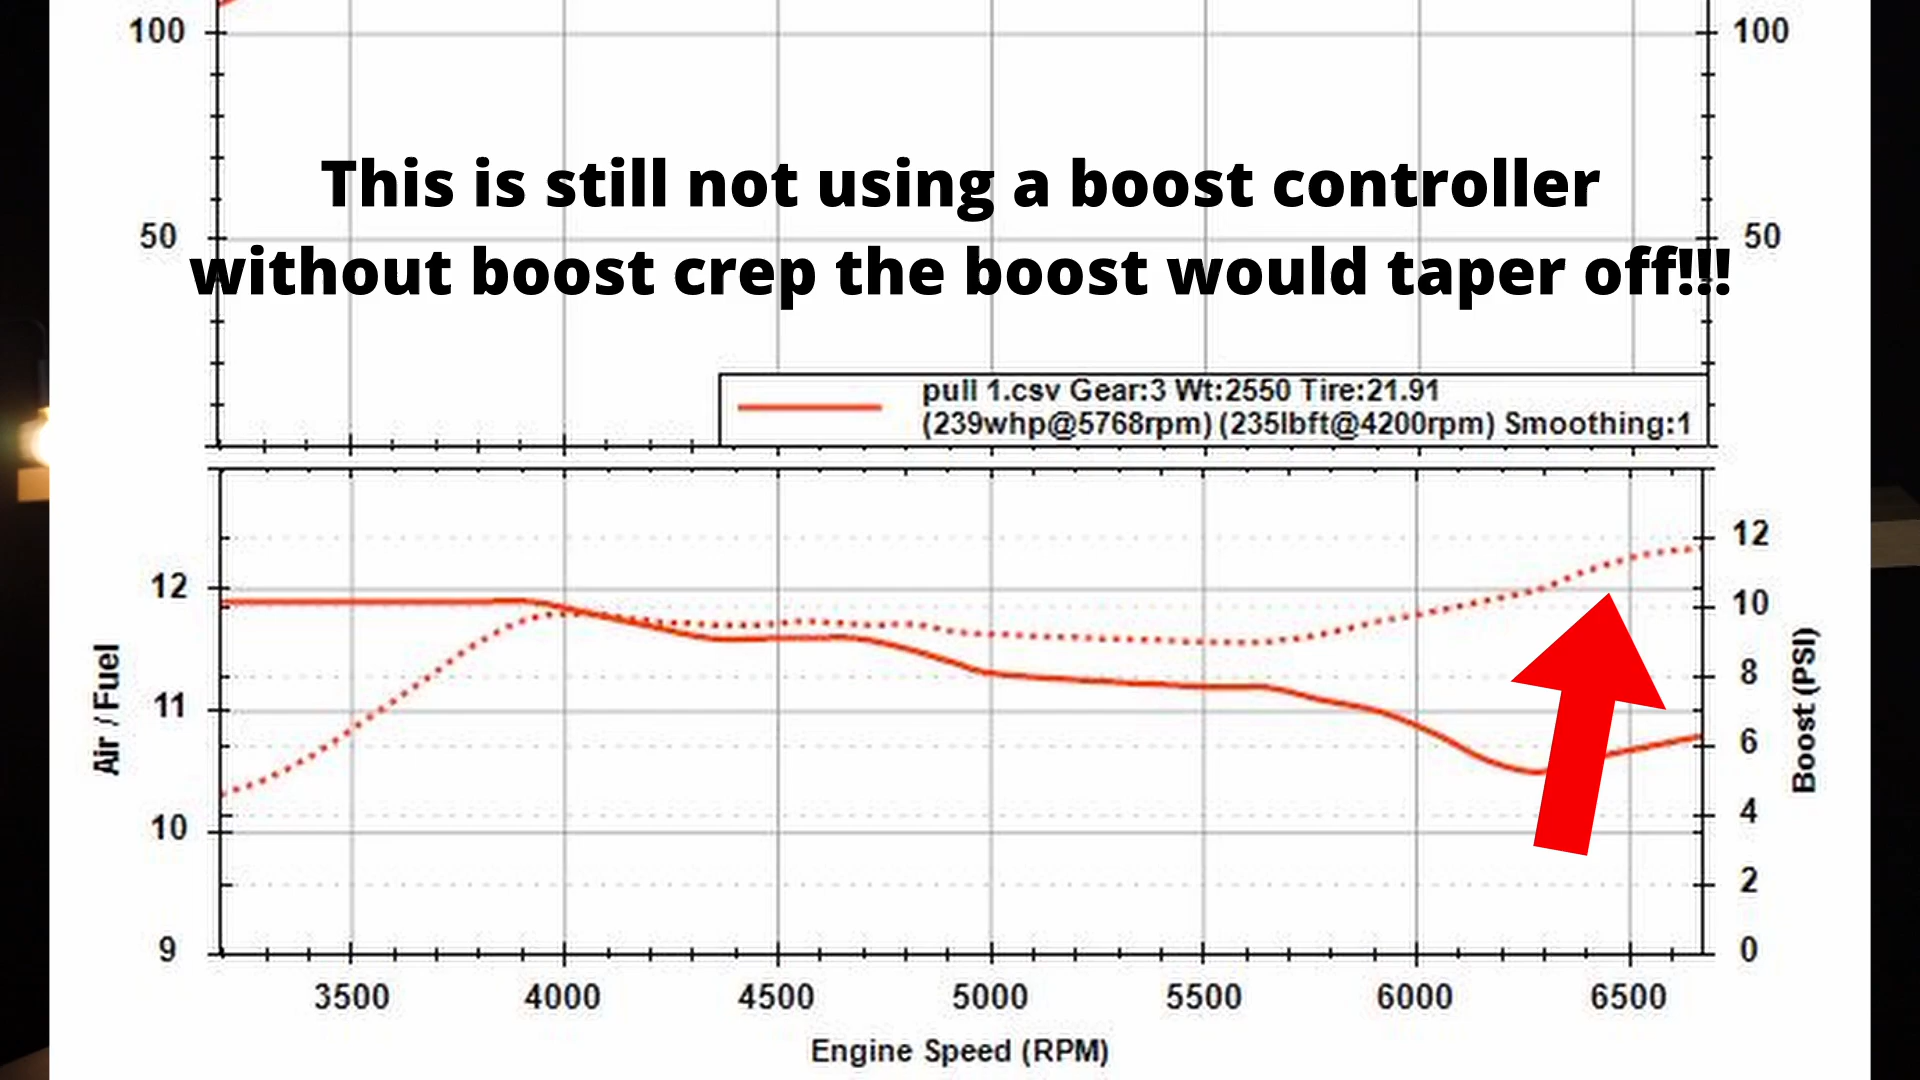 100
100
This is still not using a boost controller
50
50
without boost crep the boost would taper off!!!
pull 1.csv Gear:3 Wt:2550 Tire:21.91
(239whp@5768rpm) (235lbft@4200rpm) Smoothing:1
12
12
10
Air / Fuel
8
Boost (PSI)
11
6
10
4
2
9
0
3500 4000 4500 5000 5500 6000 6500
Engine Speed (RPM)